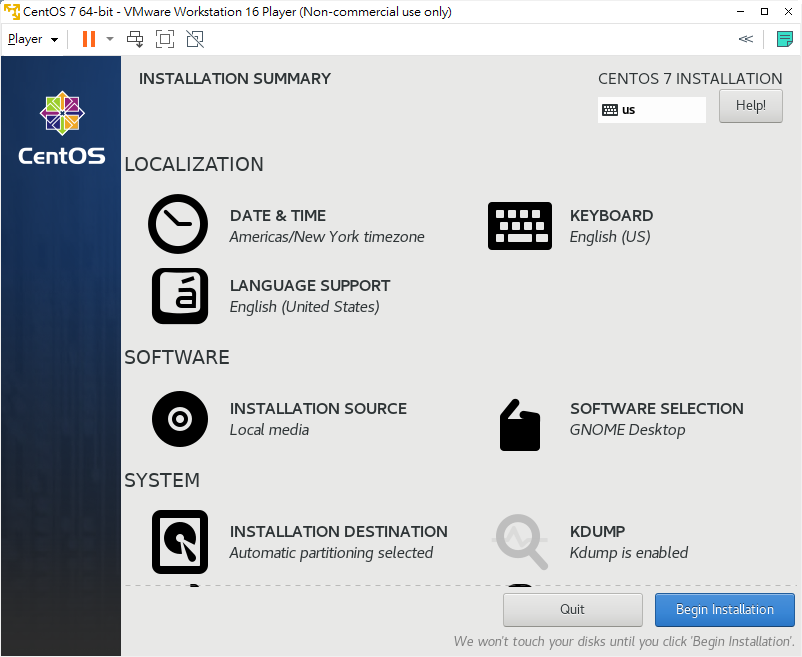 CentOS 7 64-bit - VMware Workstation 16 Player (Non-commercial use only)
Player
INSTALLATION SUMMARY
CENTOS 7 INSTALLATION
us
Help!
CentOS
LOCALIZATION
DATE & TIME
Americas/New York timezone
KEYBOARD
English (US)
LANGUAGE SUPPORT
English (United States)
SOFTWARE
INSTALLATION SOURCE
Local media
SOFTWARE SELECTION
GNOME Desktop
SYSTEM
INSTALLATION DESTINATION
Automatic partitioning selected
KDUMP
Kdump is enabled
Quit
Begin Installation
We won't touch your disks until you click 'Begin Installation'.